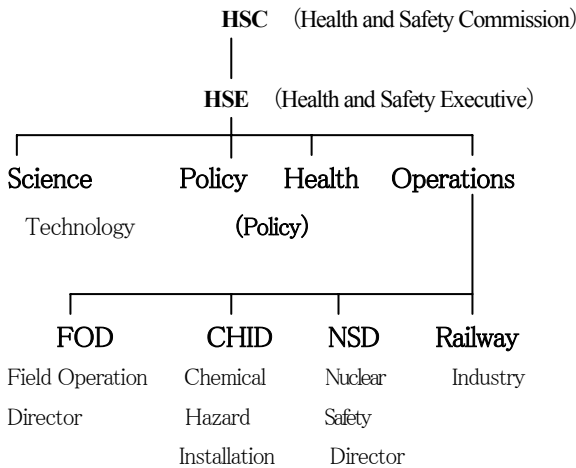 HSC (Health and Safety Commission)
HSE (Health and Safety Executive)
Science Policy Health Operations
Technology (Policy)
FOD CHID NSD Railway
Field Operation Chemical Nuclear Industry
Director Hazard Safety
Installation Director